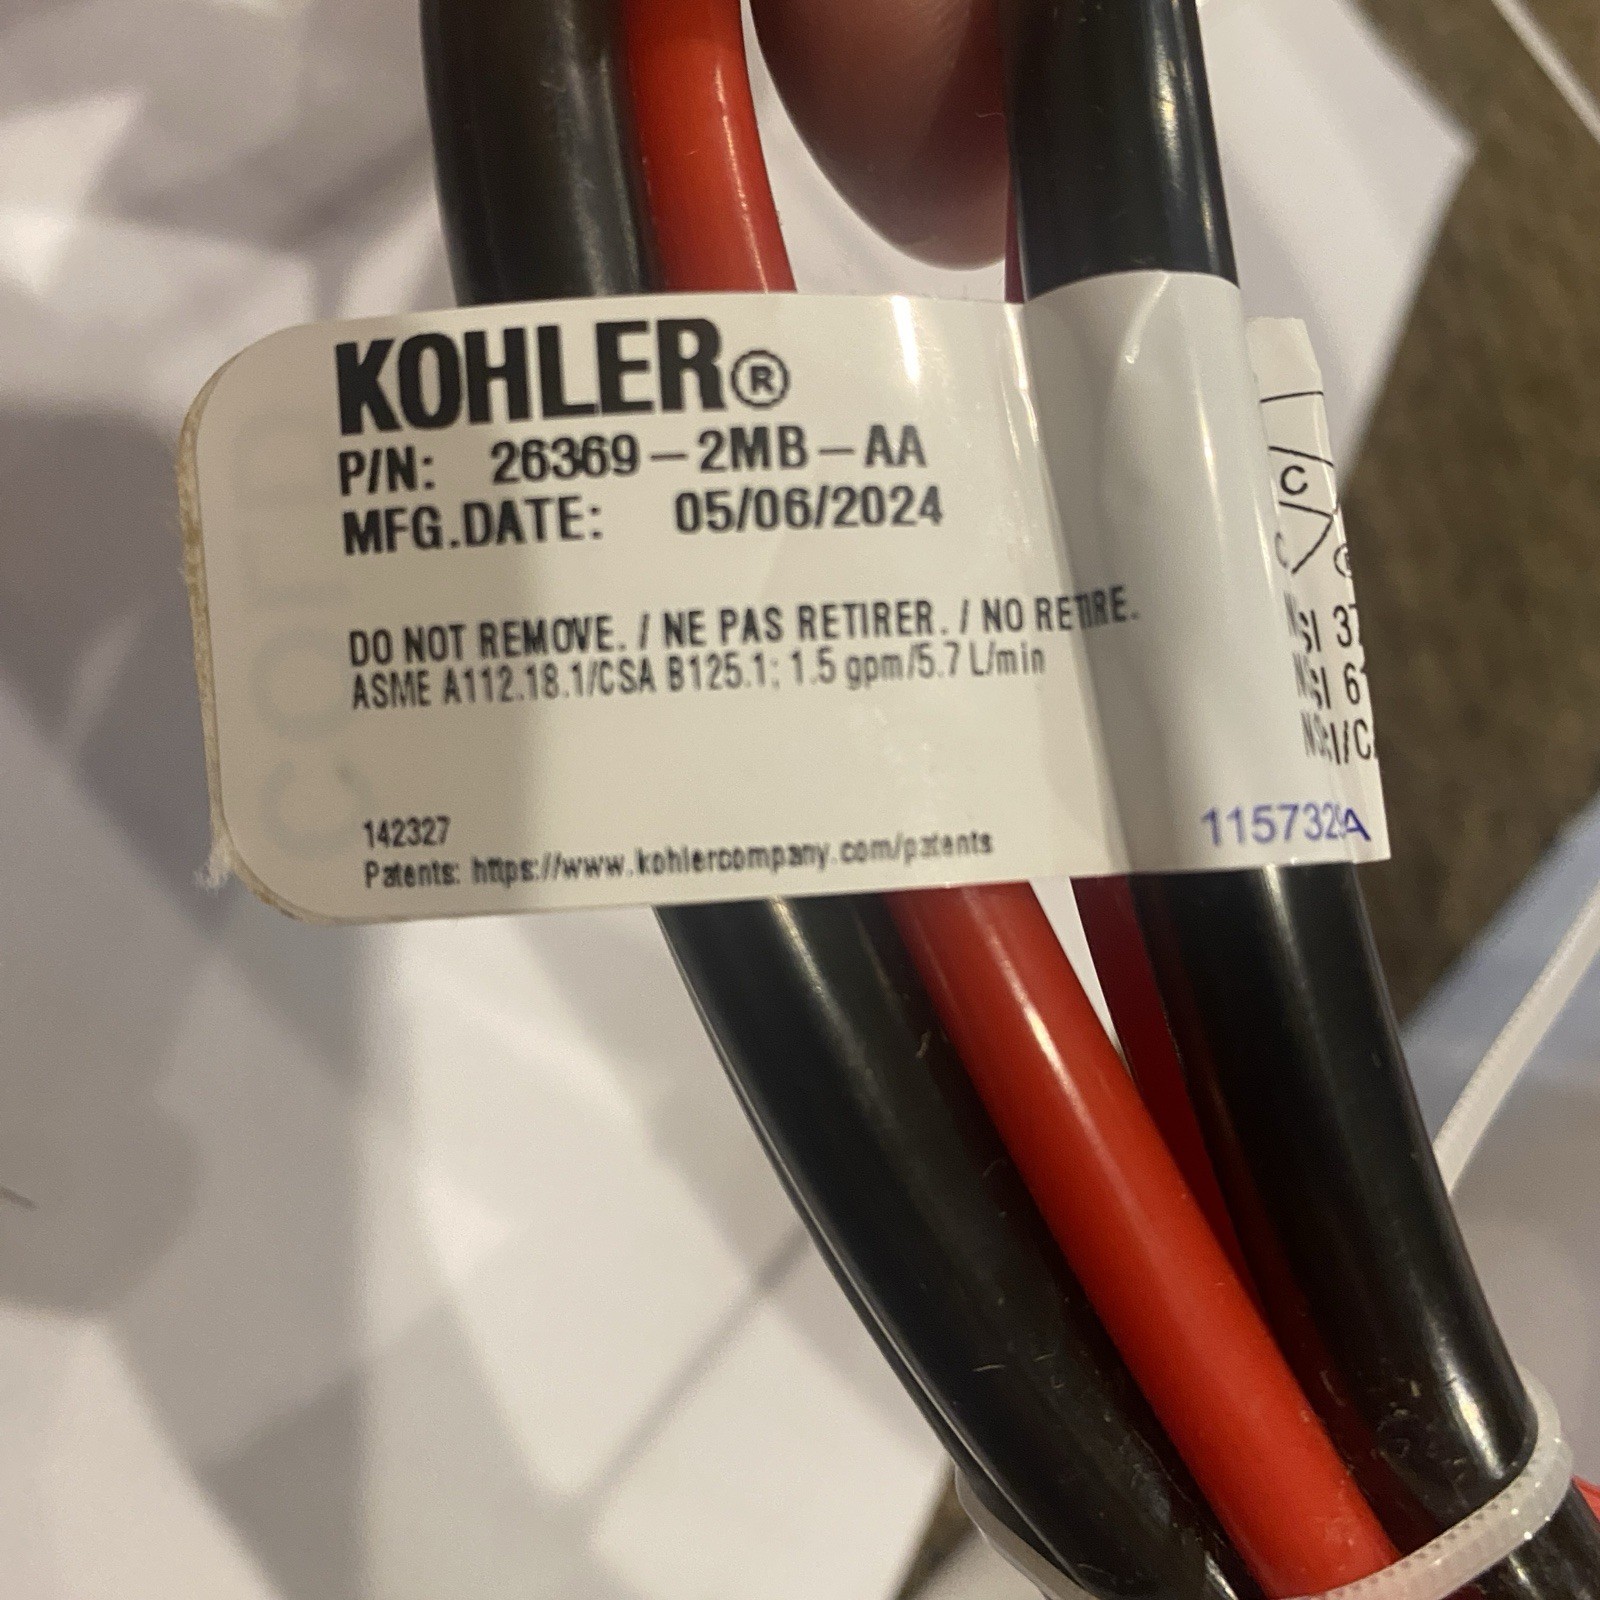 KOHLER®
P/N: 26369-2MB-AA
MFG.DATE: 05/06/2024
DO NOT REMOVE. / NE PAS RETIRER. / NO RETIRE.
ASME A112.18.1/CSA B125.1; 1.5 gpm/5.7 L/min
142327
Patents: https://www.kohlercompany.com/patents
COLD
C
®